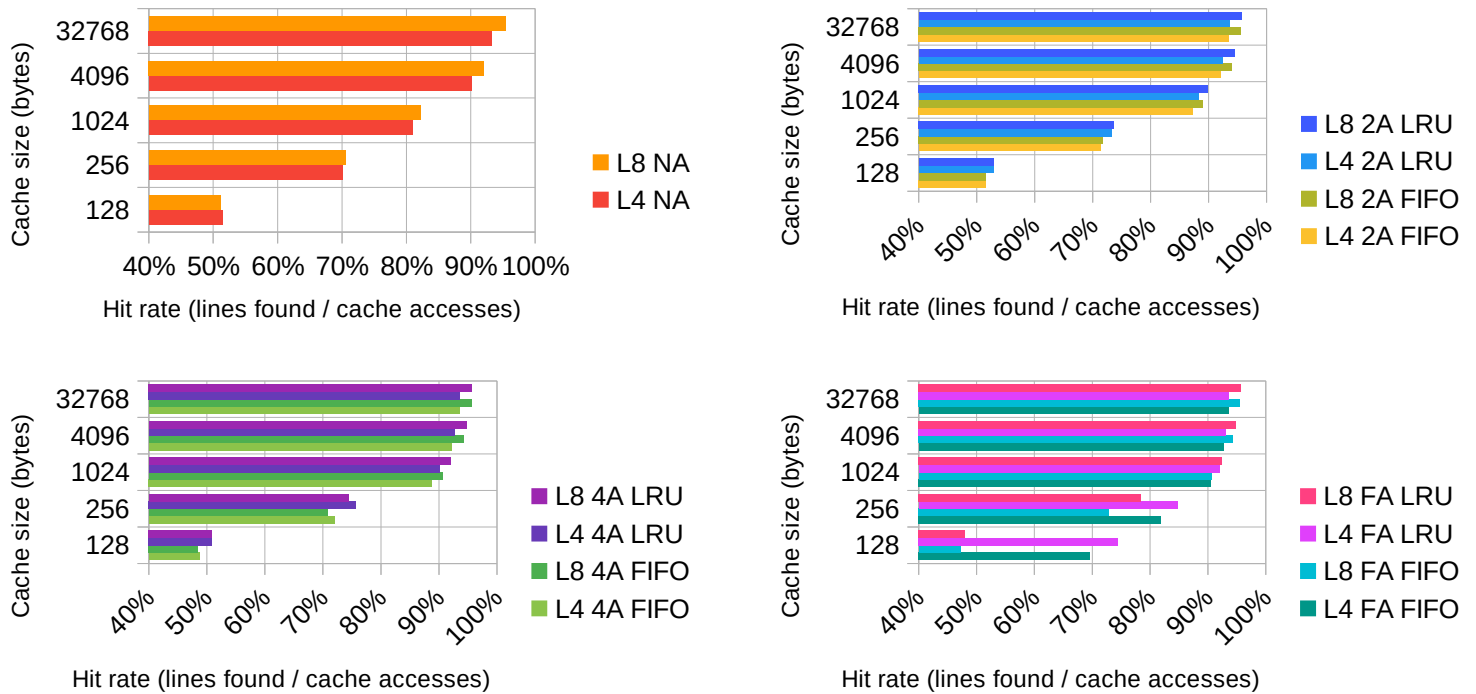 Cache size (bytes)
32768
4096
1024
256
128
40% 50% 60% 70% 80% 90% 100%
Hit rate (lines found / cache accesses)
L8 NA
L4 NA
Cache size (bytes)
32768
4096
1024
256
128
40% 50% 60% 70% 80% 90% 100%
Hit rate (lines found / cache accesses)
L8 2A LRU
L4 2A LRU
L8 2A FIFO
L4 2A FIFO
Cache size (bytes)
32768
4096
1024
256
128
40% 50% 60% 70% 80% 90% 100%
Hit rate (lines found / cache accesses)
L8 4A LRU
L4 4A LRU
L8 4A FIFO
L4 4A FIFO
Cache size (bytes)
32768
4096
1024
256
128
40% 50% 60% 70% 80% 90% 100%
Hit rate (lines found / cache accesses)
L8 FA LRU
L4 FA LRU
L8 FA FIFO
L4 FA FIFO